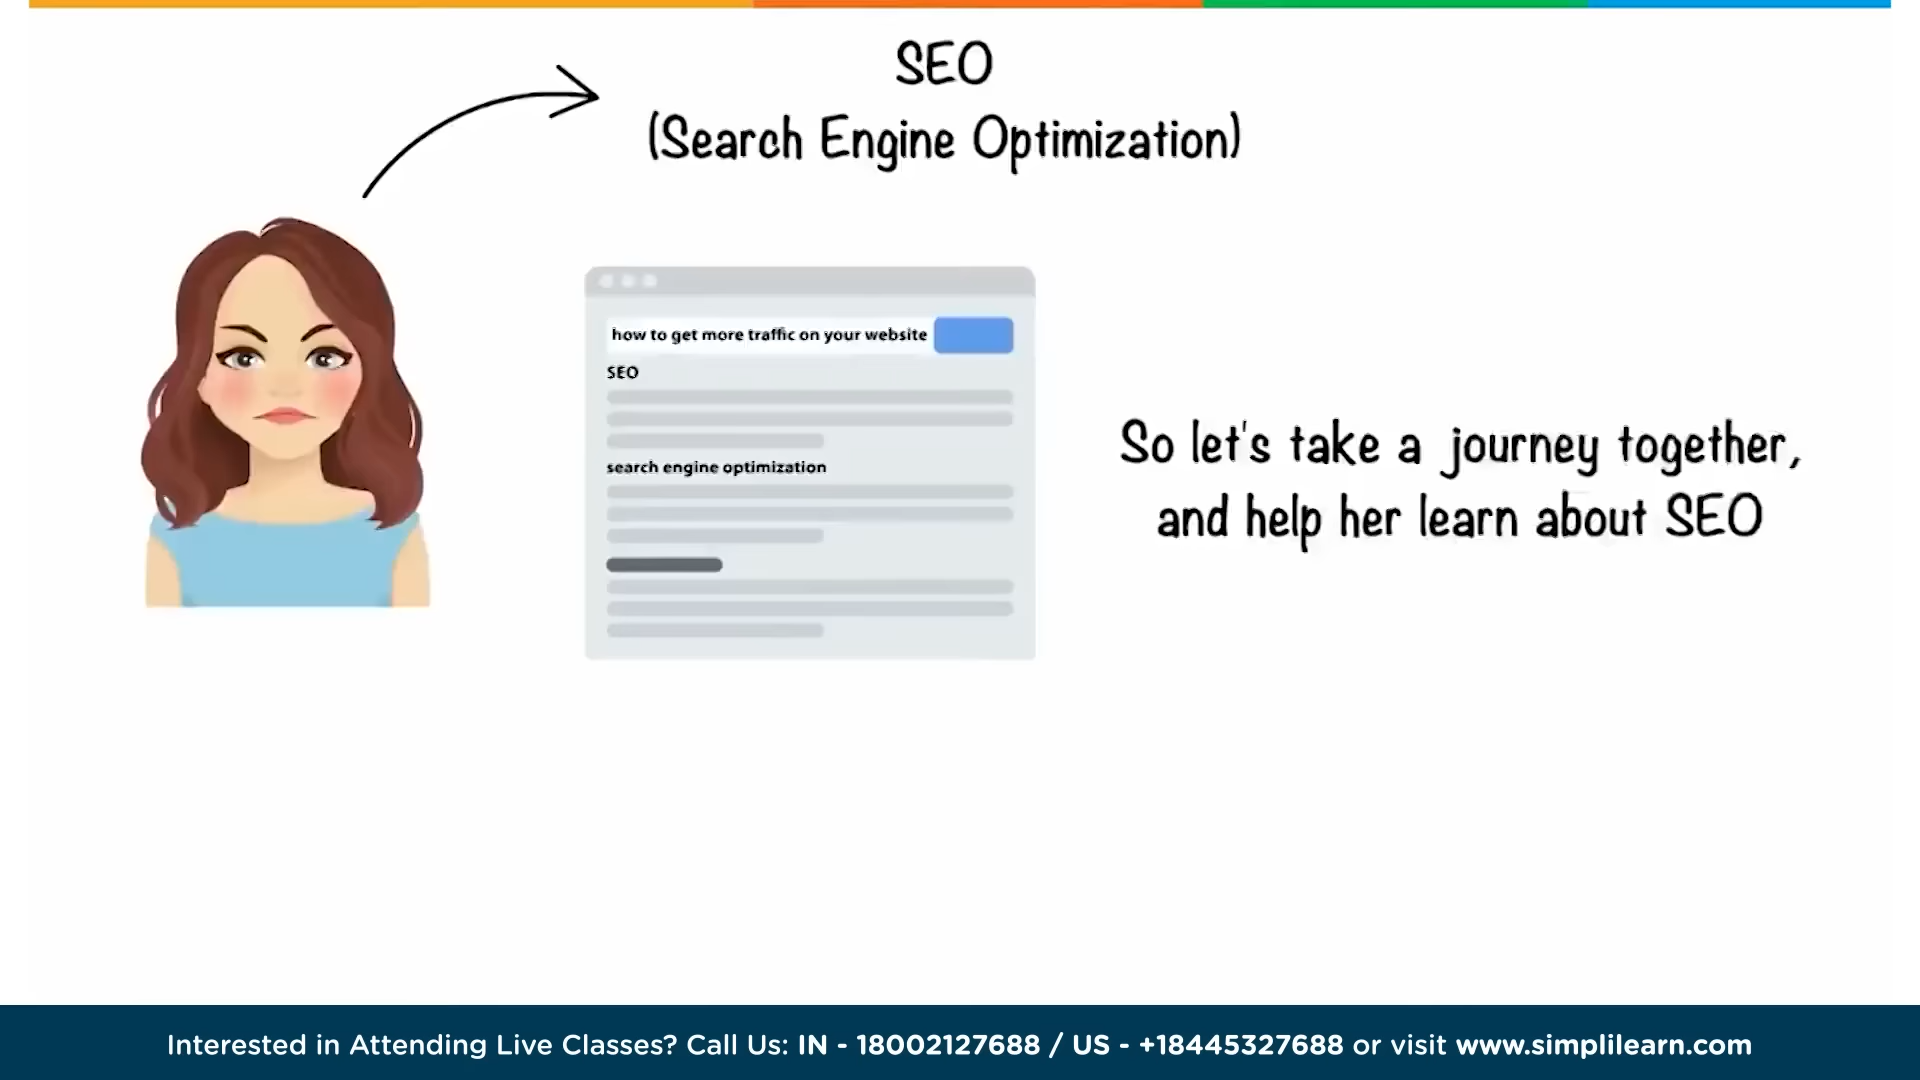 SEO
(Search Engine Optimization)
how to get more traffic on your website
SEO
search engine optimization
So let's take a journey together,
and help her learn about SEO
Interested in Attending Live Classes? Call Us: IN - 18002127688 / US - +18445327688 or visit www.simplilearn.com